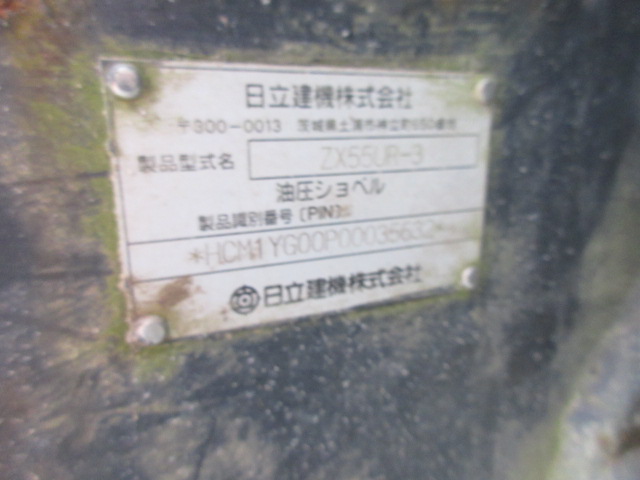 日立建機株式会社
〒300-0013 茨城県土浦市神立町650番地
製品型式名 ZX55UR-3
油圧ショベル
製品識別番号 (PIN)
日立建機株式会社